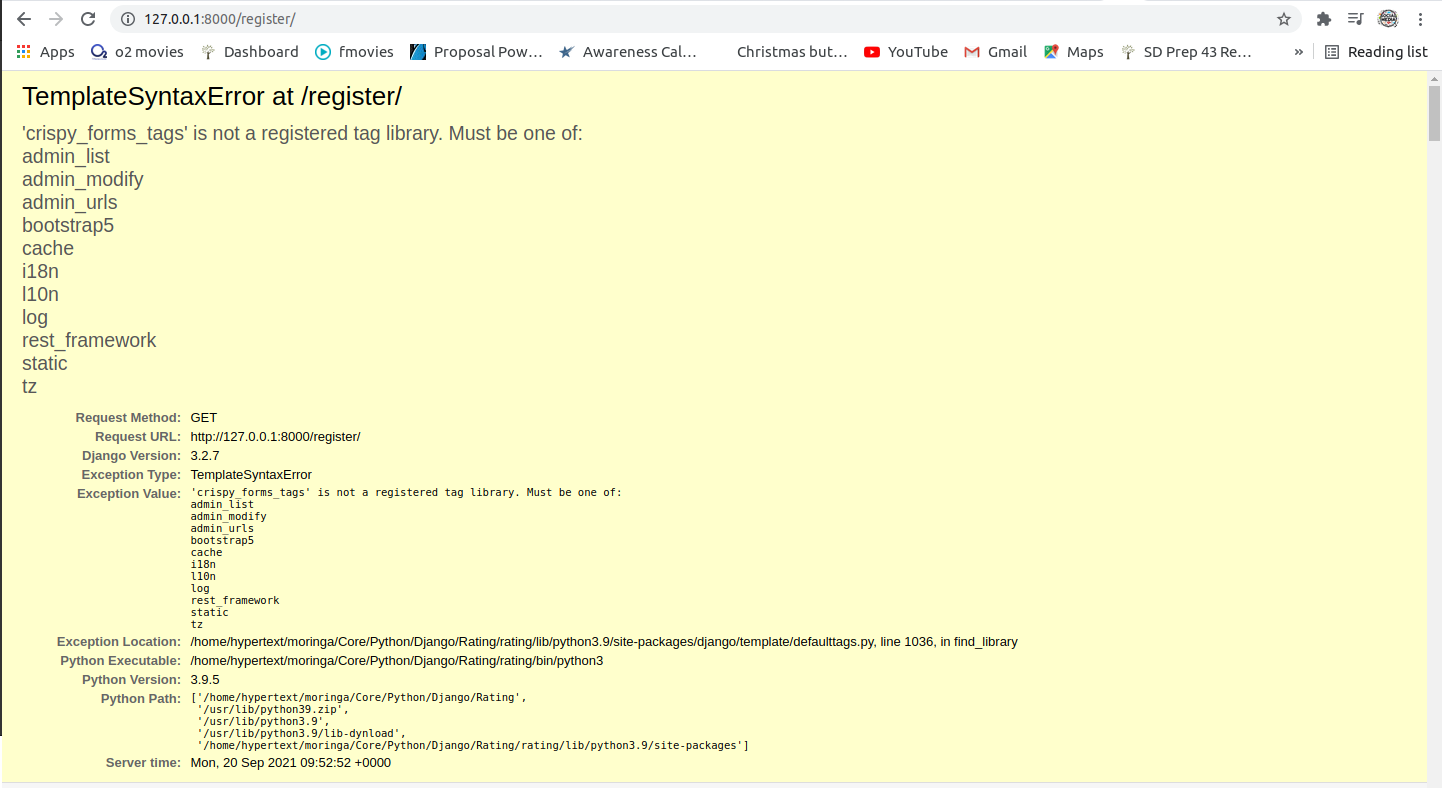 127.0.0.1:8000/register/
Apps o2 movies Dashboard fmovies Proposal Pow… Awareness Cal… Christmas but… YouTube Gmail Maps SD Prep 43 Re… » Reading list
TemplateSyntaxError at /register/
'crispy_forms_tags' is not a registered tag library. Must be one of:
admin_list
admin_modify
admin_urls
bootstrap5
cache
i18n
l10n
log
rest_framework
static
tz
Request Method: GET
Request URL: http://127.0.0.1:8000/register/
Django Version: 3.2.7
Exception Type: TemplateSyntaxError
Exception Value: 'crispy_forms_tags' is not a registered tag library. Must be one of:
admin_list
admin_modify
admin_urls
bootstrap5
cache
i18n
l10n
log
rest_framework
static
tz
Exception Location: /home/hypertext/moringa/Core/Python/Django/Rating/rating/lib/python3.9/site-packages/django/template/defaulttags.py, line 1036, in find_library
Python Executable: /home/hypertext/moringa/Core/Python/Django/Rating/rating/bin/python3
Python Version: 3.9.5
Python Path: ['/home/hypertext/moringa/Core/Python/Django/Rating',
'/usr/lib/python39.zip',
'/usr/lib/python3.9',
'/usr/lib/python3.9/lib-dynload',
'/home/hypertext/moringa/Core/Python/Django/Rating/rating/lib/python3.9/site-packages']
Server time: Mon, 20 Sep 2021 09:52:52 +0000